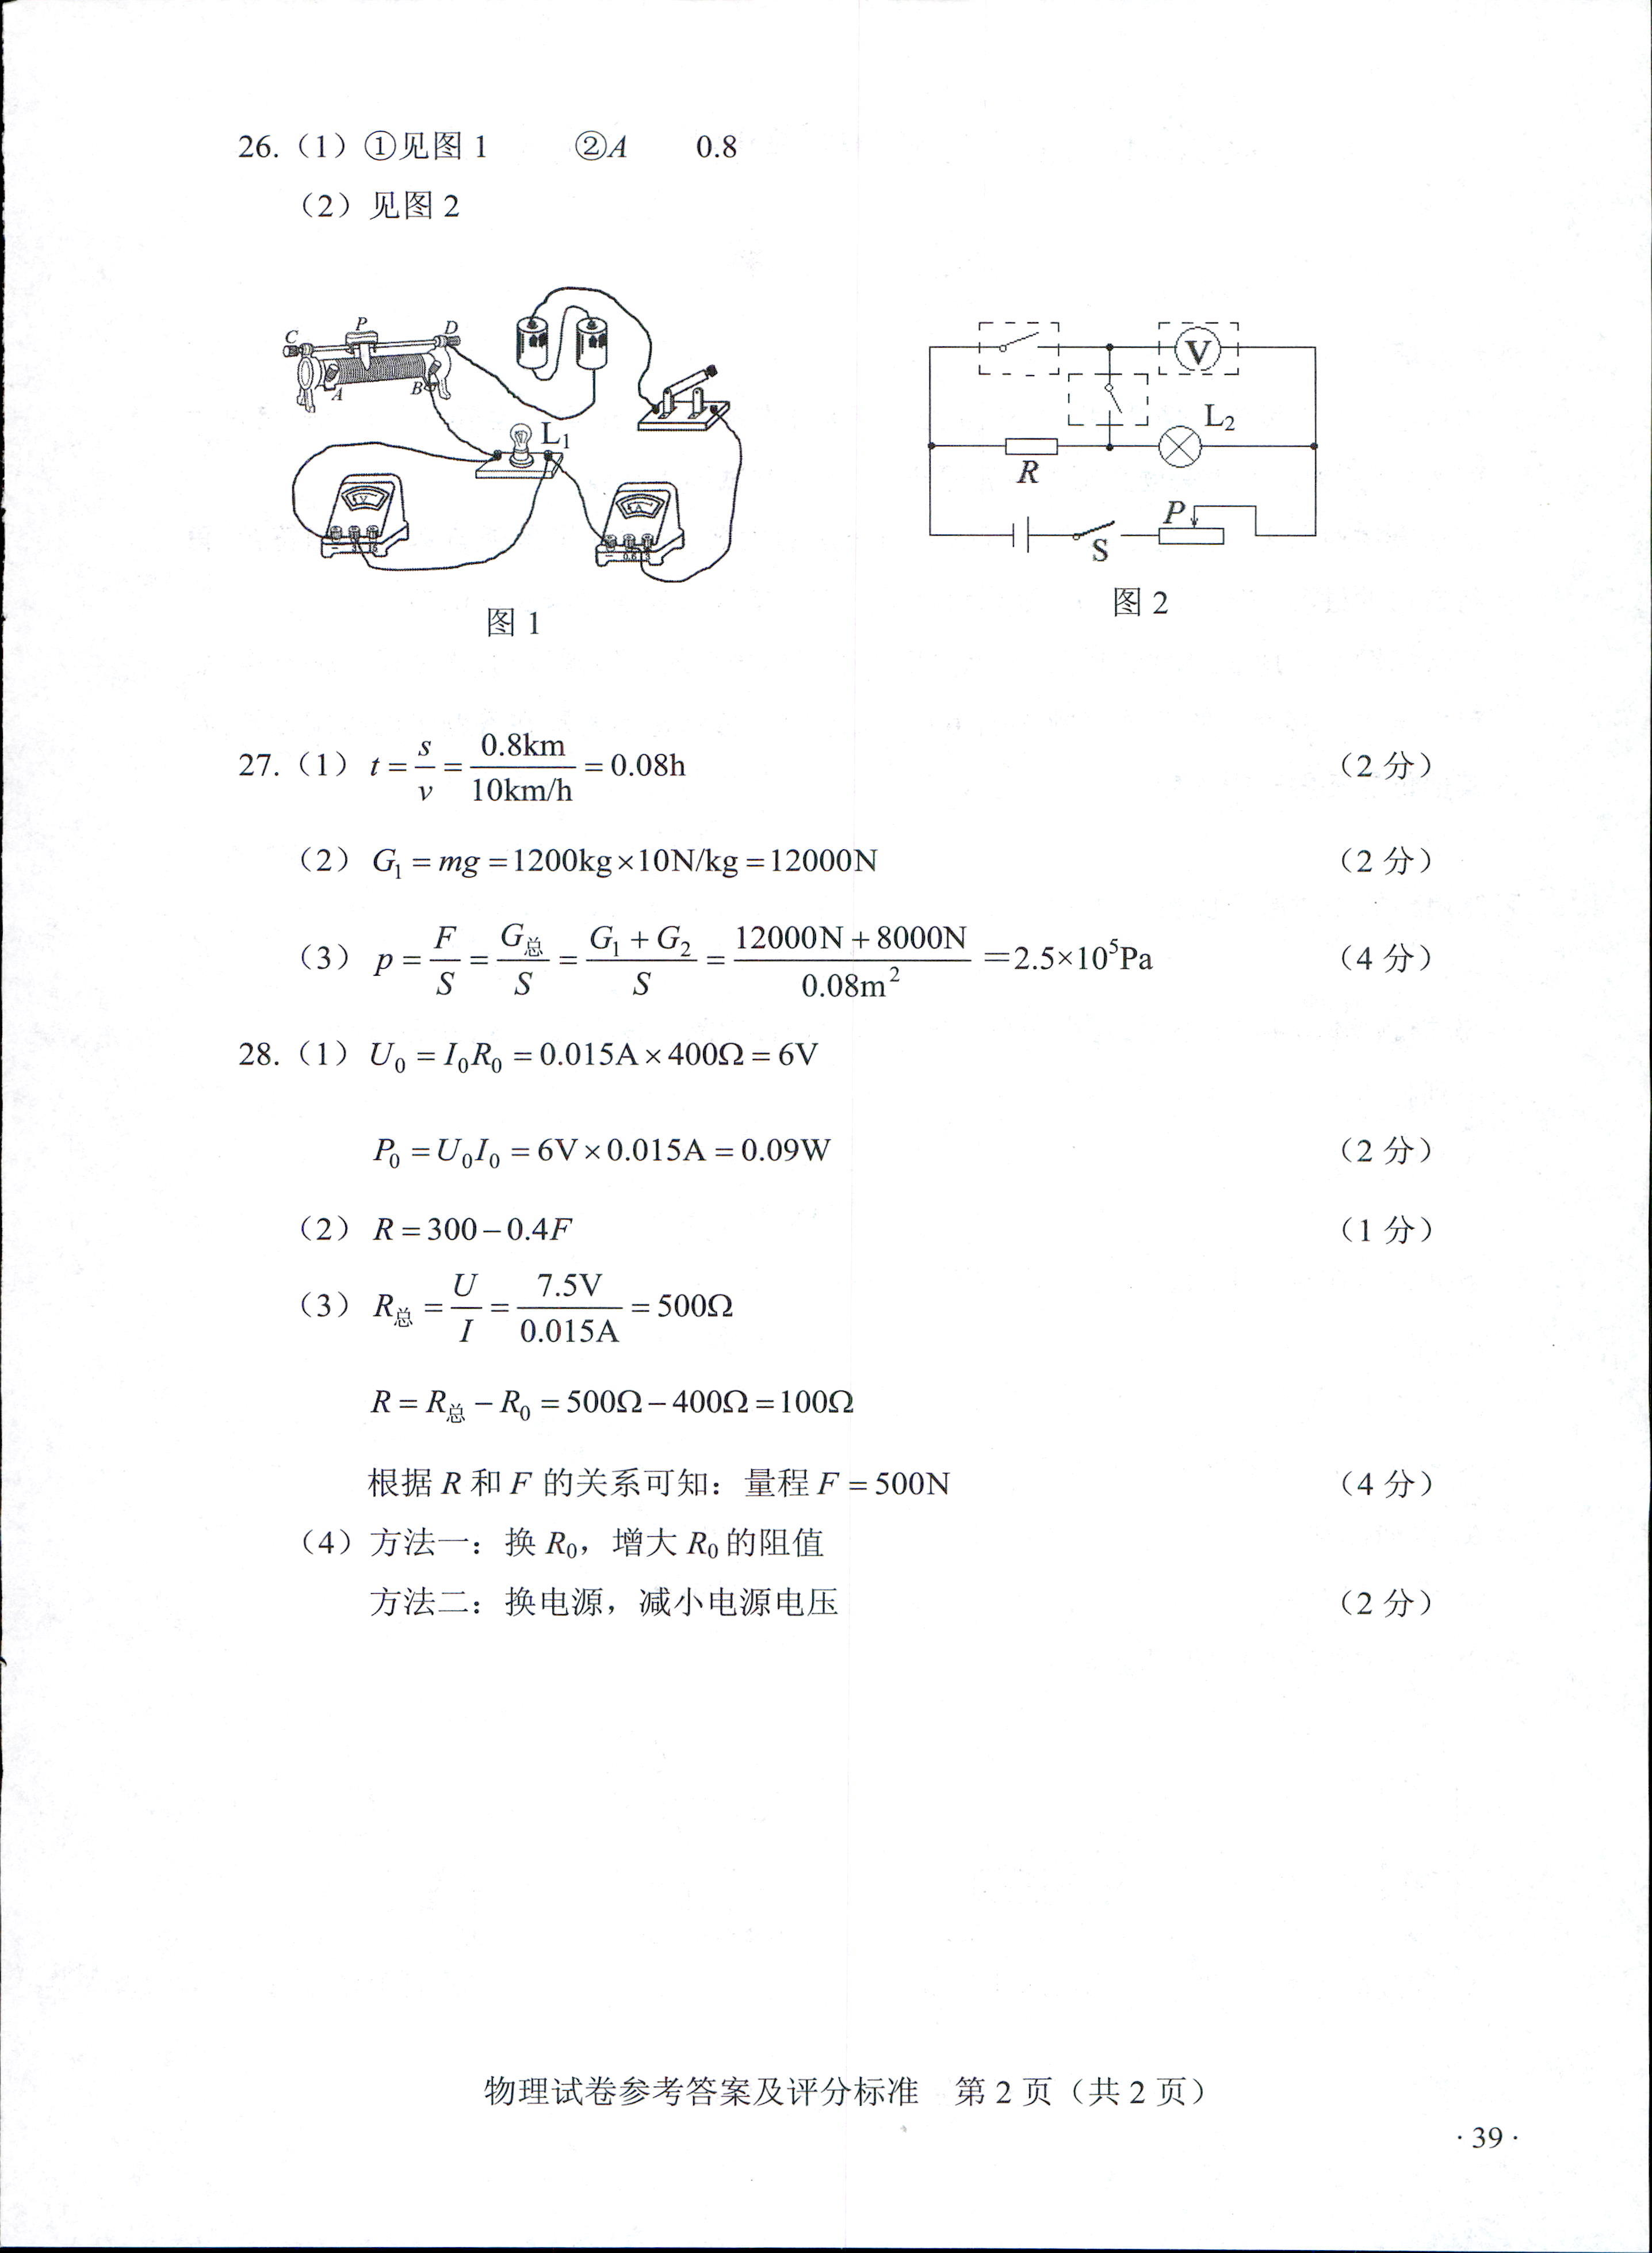 26.（1）①见图 1　②A　0.8
（2）见图 2
C P D
A B
L₁
V
A
− 3 15
− 0.6 3
图 1
V
L₂
R
P
S
图 2
27.（1）t = s/v = 0.8km/10km/h = 0.08h （2 分）
（2）G₁ = mg = 1200kg×10N/kg = 12000N （2 分）
（3）p = F/S = G总/S = (G₁ + G₂)/S = (12000N + 8000N)/0.08m² = 2.5×10⁵Pa （4 分）
28.（1）U₀ = I₀R₀ = 0.015A×400Ω = 6V
P₀ = U₀I₀ = 6V×0.015A = 0.09W （2 分）
（2）R = 300 − 0.4F （1 分）
（3）R总 = U/I = 7.5V/0.015A = 500Ω
R = R总 − R₀ = 500Ω − 400Ω = 100Ω
根据 R 和 F 的关系可知：量程 F = 500N （4 分）
（4）方法一：换 R₀，增大 R₀ 的阻值
方法二：换电源，减小电源电压 （2 分）
物理试卷参考答案及评分标准　第 2 页（共 2 页）
· 39 ·